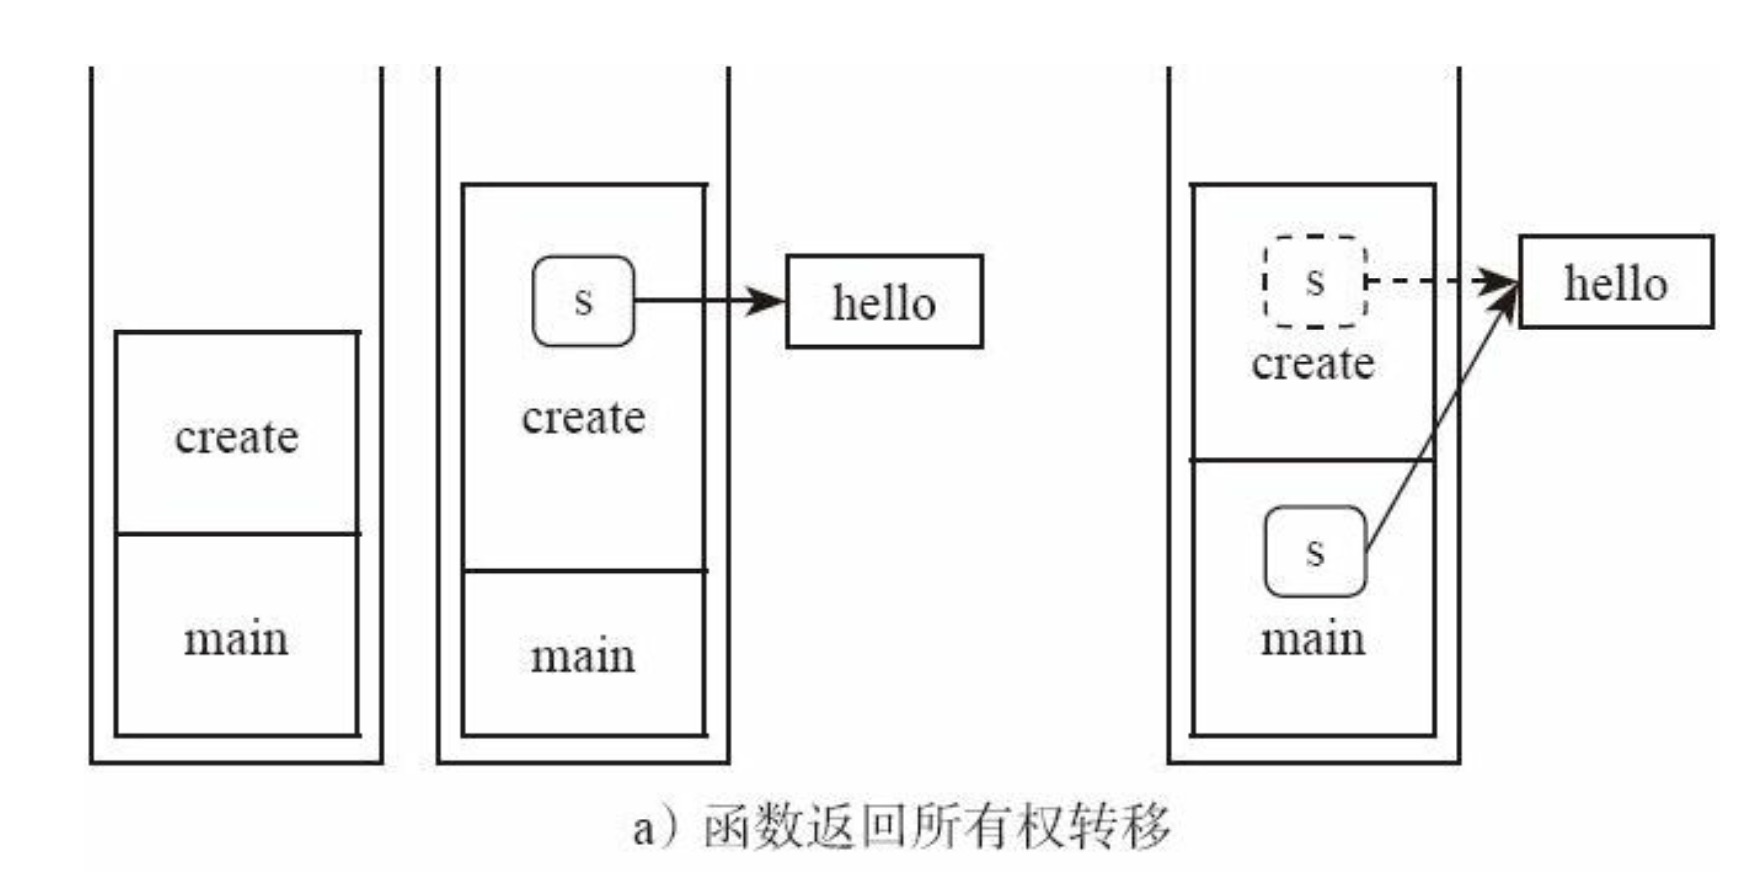 create
main
s
create
main
hello
s
create
s
main
hello
a）函数返回所有权转移